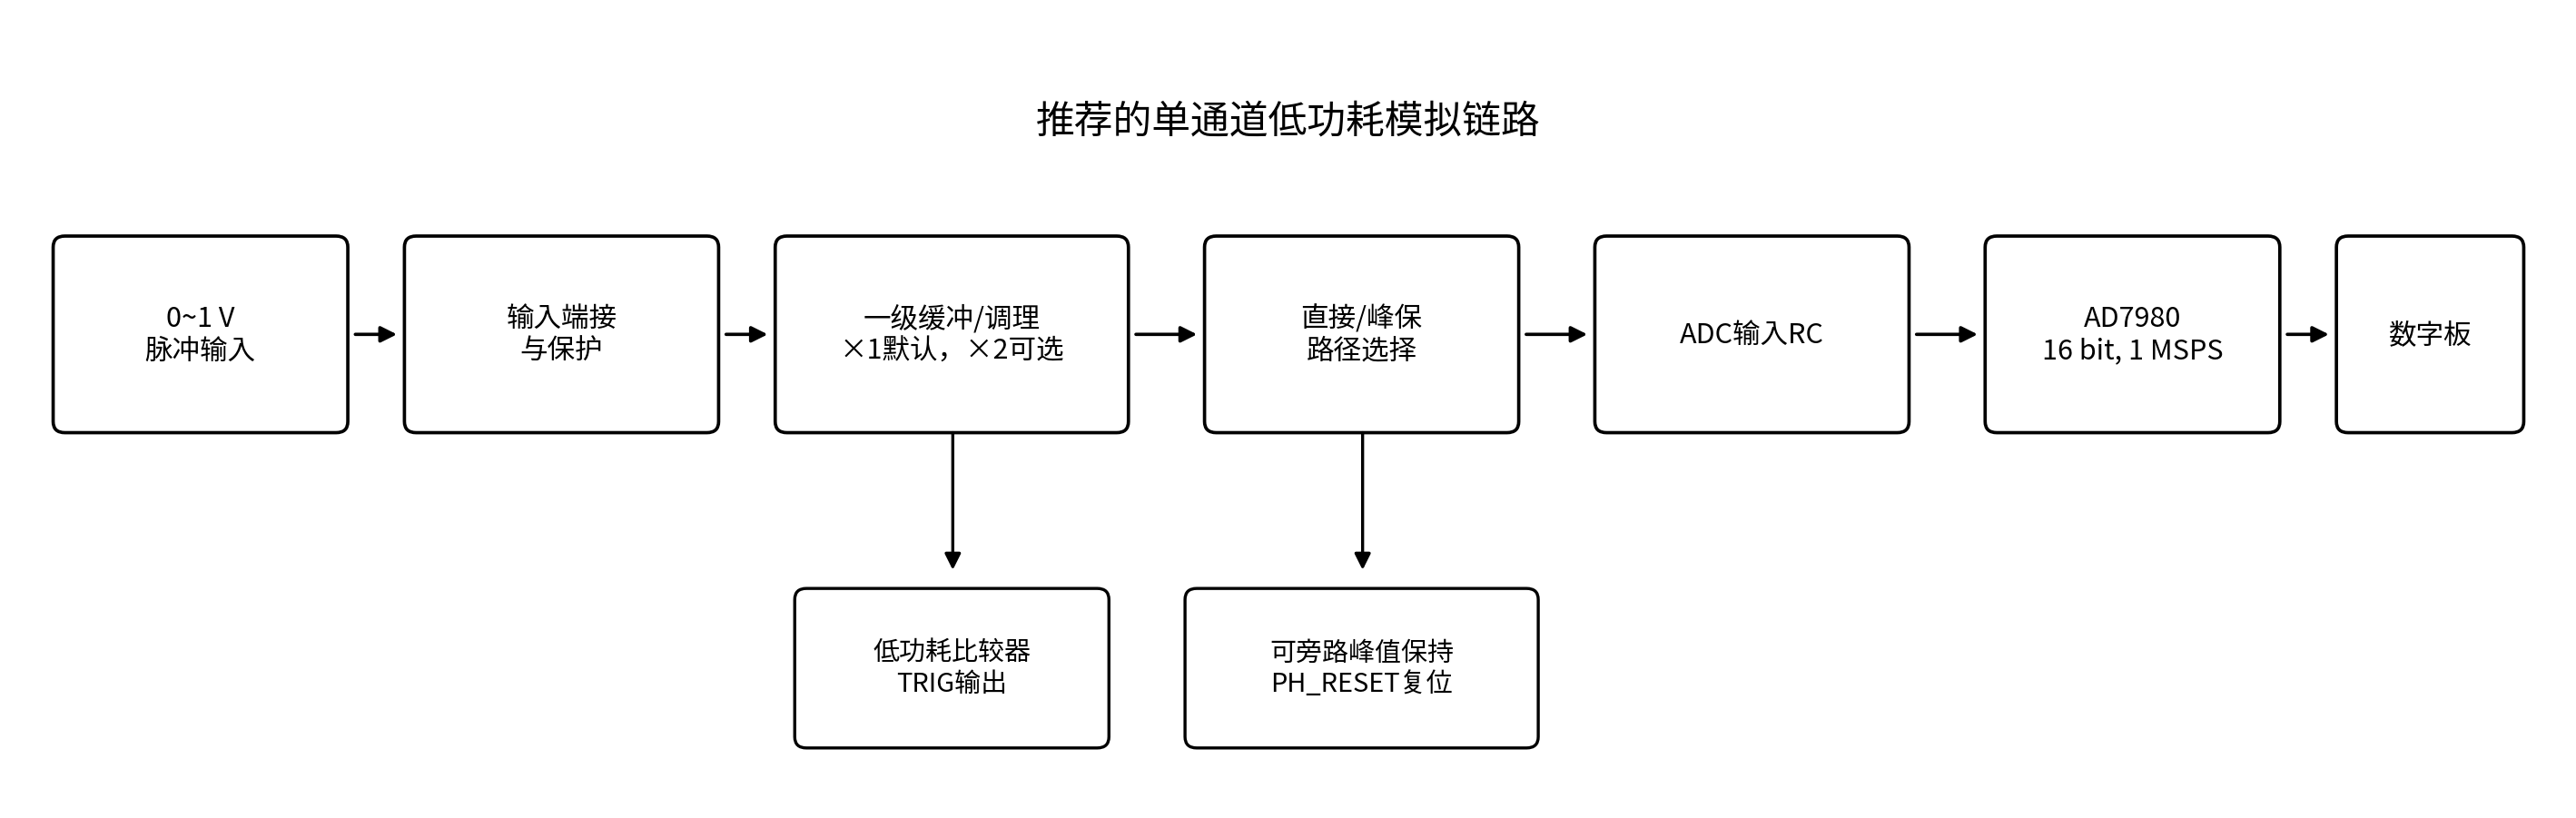 推荐的单通道低功耗模拟链路
0~1 V
脉冲输入
输入端接
与保护
一级缓冲/调理
×1默认，×2可选
直接/峰保
路径选择
ADC输入RC
AD7980
16 bit, 1 MSPS
数字板
低功耗比较器
TRIG输出
可旁路峰值保持
PH_RESET复位